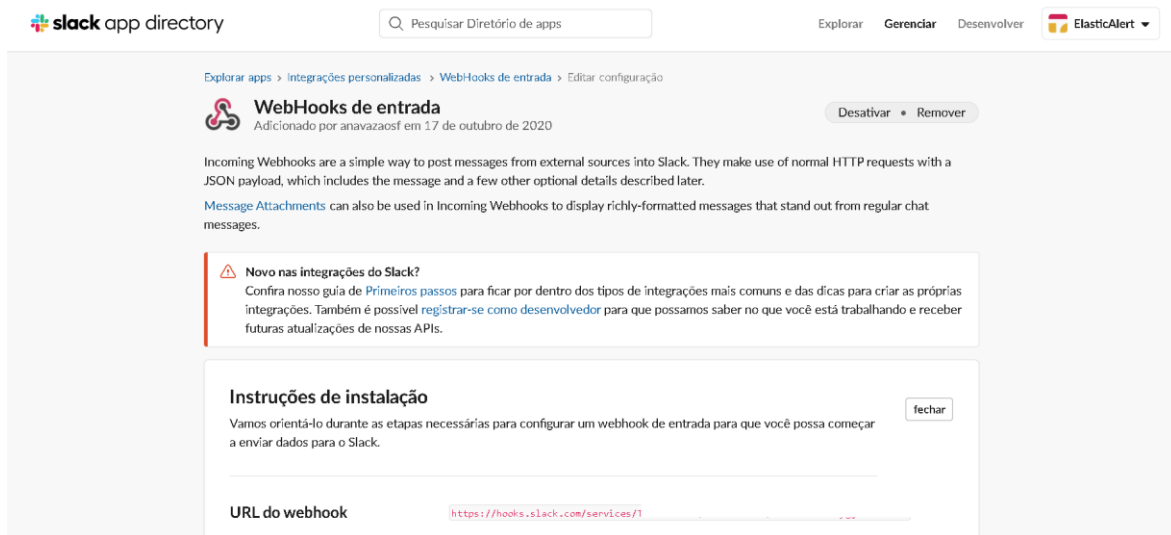 slack app directory
Pesquisar Diretório de apps
Explorar Gerenciar Desenvolver ElasticAlert
Explorar apps › Integrações personalizadas › WebHooks de entrada › Editar configuração
WebHooks de entrada
Desativar • Remover
Adicionado por anavazaosf em 17 de outubro de 2020
Incoming Webhooks are a simple way to post messages from external sources into Slack. They make use of normal HTTP requests with a
JSON payload, which includes the message and a few other optional details described later.
Message Attachments can also be used in Incoming Webhooks to display richly-formatted messages that stand out from regular chat
messages.
Novo nas integrações do Slack?
Confira nosso guia de Primeiros passos para ficar por dentro dos tipos de integrações mais comuns e das dicas para criar as próprias
integrações. Também é possível registrar-se como desenvolvedor para que possamos saber no que você está trabalhando e receber
futuras atualizações de nossas APIs.
Instruções de instalação
fechar
Vamos orientá-lo durante as etapas necessárias para configurar um webhook de entrada para que você possa começar
a enviar dados para o Slack.
URL do webhook
https://hooks.slack.com/services/